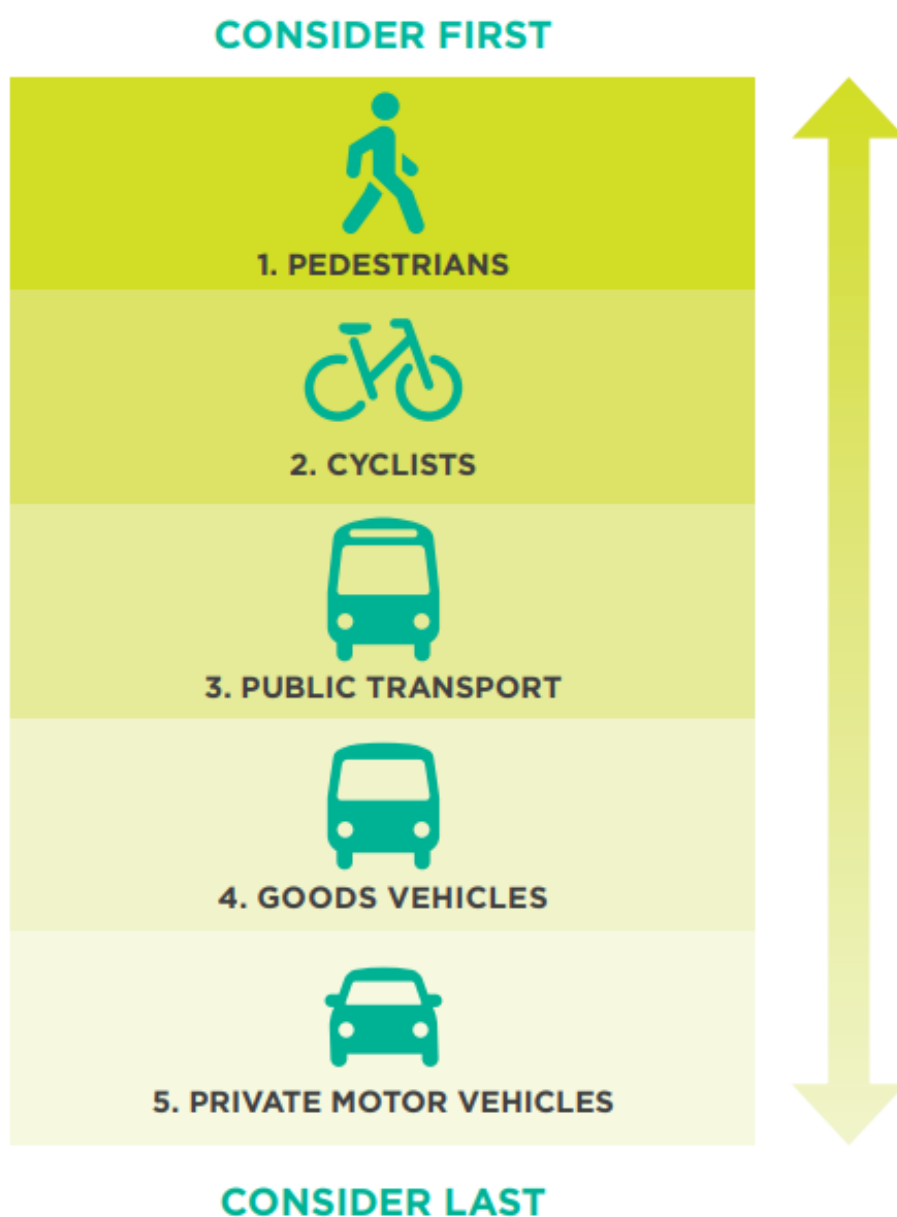 CONSIDER FIRST
1. PEDESTRIANS
2. CYCLISTS
3. PUBLIC TRANSPORT
4. GOODS VEHICLES
5. PRIVATE MOTOR VEHICLES
CONSIDER LAST